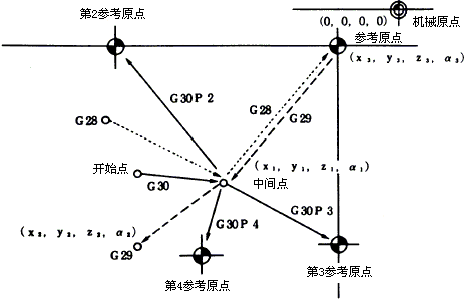 第2参考原点
(0, 0, 0, 0)
机械原点
参考原点
(x₃, y₃, z₃, α₃)
G30P2
G28
G29
G28
开始点
G30
(x₁, y₁, z₁, α₁)
中间点
G30P3
G30P4
(x₂, y₂, z₂, α₂)
G29
第4参考原点
第3参考原点